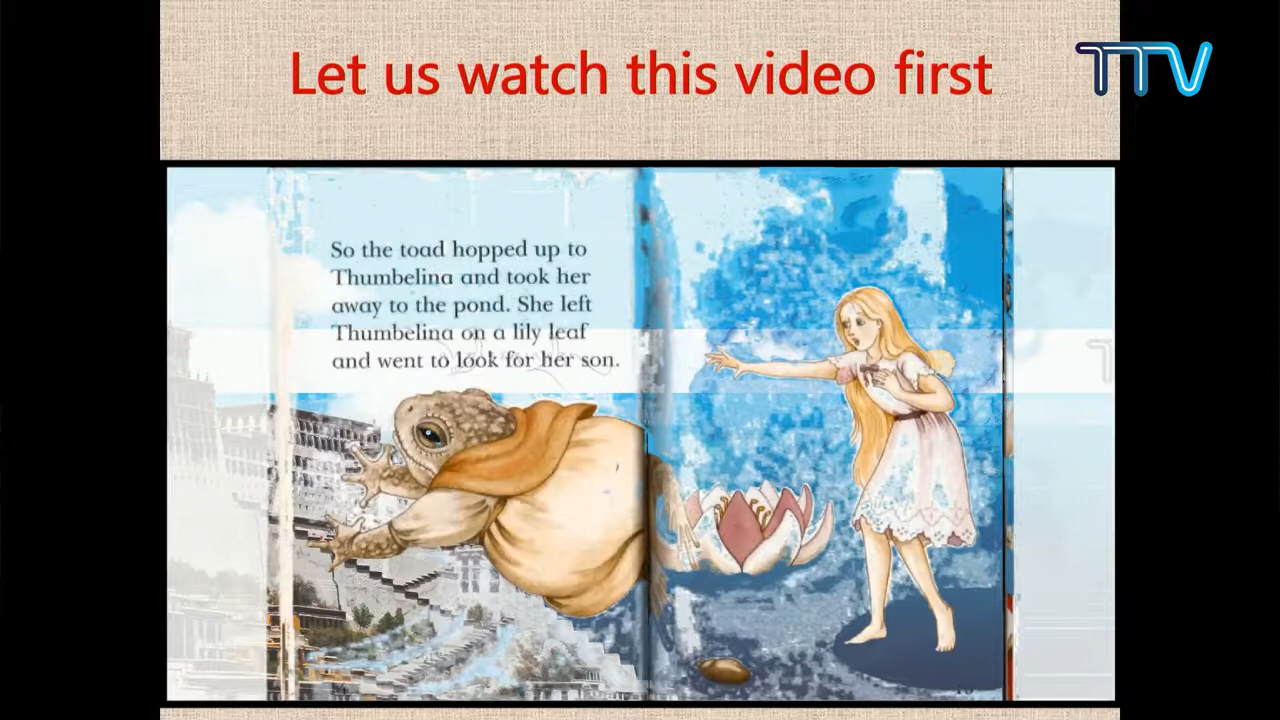 Let us watch this video first
TTV
So the toad hopped up to
Thumbelina and took her
away to the pond. She left
Thumbelina on a lily leaf
and went to look for her son.